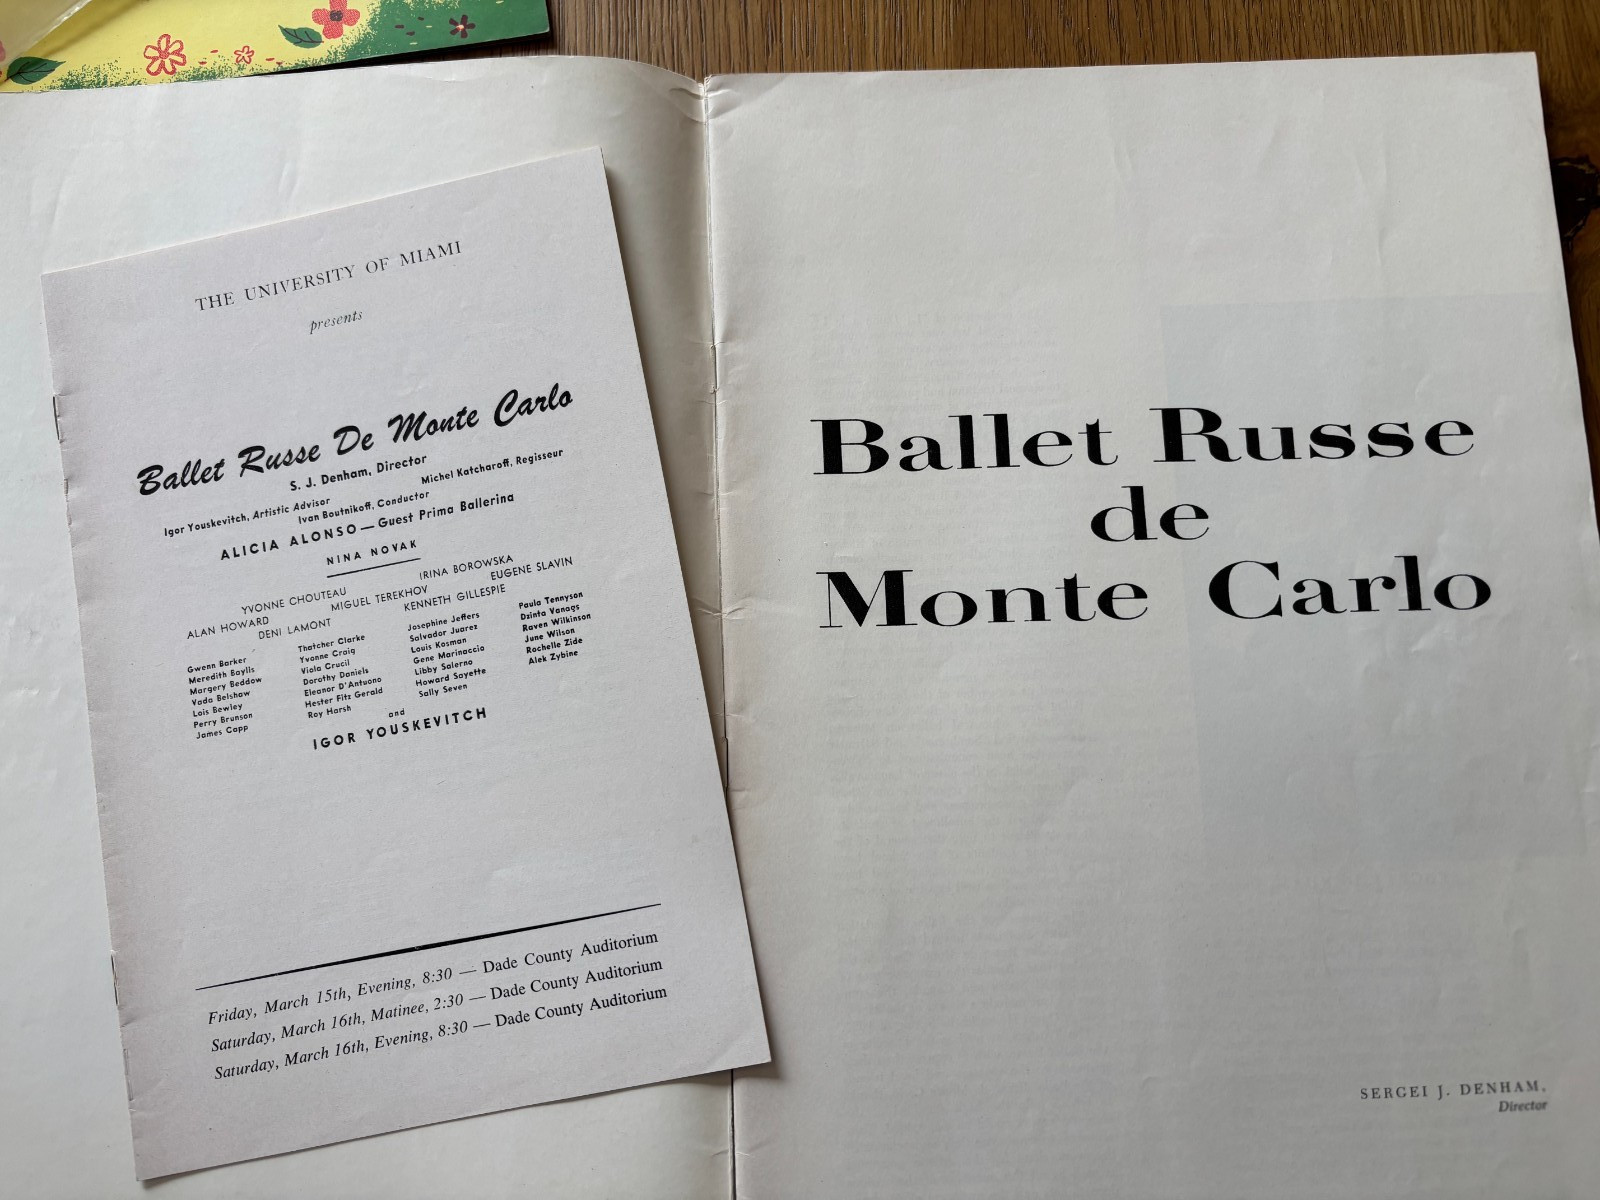 THE UNIVERSITY OF MIAMI
presents
Ballet Russe De Monte Carlo
S. J. Denham, Director
Igor Youskevitch, Artistic Advisor
Michel Katcharoff, Regisseur
Ivan Boutnikoff, Conductor
ALICIA ALONSO — Guest Prima Ballerina
NINA NOVAK
YVONNE CHOUTEAU
IRINA BOROWSKA
ALAN HOWARD
MIGUEL TEREKHOV
EUGENE SLAVIN
DENI LAMONT
KENNETH GILLESPIE
Gwenn Barker
Meredith Baylis
Margery Beddow
Vada Belshaw
Lois Bewley
Perry Brunson
James Capp
Thatcher Clarke
Yvonne Craig
Viola Crucil
Dorothy Daniels
Eleanor D'Antuono
Hester Fitz Gerald
Roy Harsh
Josephine Jeffers
Salvador Juarez
Louis Kosman
Gene Marinaccio
Libby Salerno
Howard Sayette
Sally Seven
Paula Tennyson
Dzinta Vanags
Raven Wilkinson
June Wilson
Rochelle Zide
Alek Zybine
and
IGOR YOUSKEVITCH
Friday, March 15th, Evening, 8:30 — Dade County Auditorium
Saturday, March 16th, Matinee, 2:30 — Dade County Auditorium
Saturday, March 16th, Evening, 8:30 — Dade County Auditorium
Ballet Russe
de
Monte Carlo
SERGEI J. DENHAM,
Director